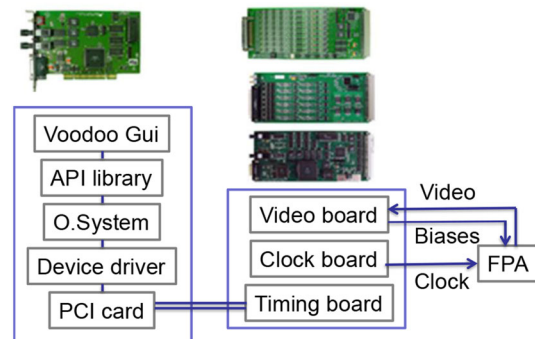 Voodoo Gui
API library
O.System
Device driver
PCI card
Video board
Clock board
Timing board
Video
Biases
Clock
FPA